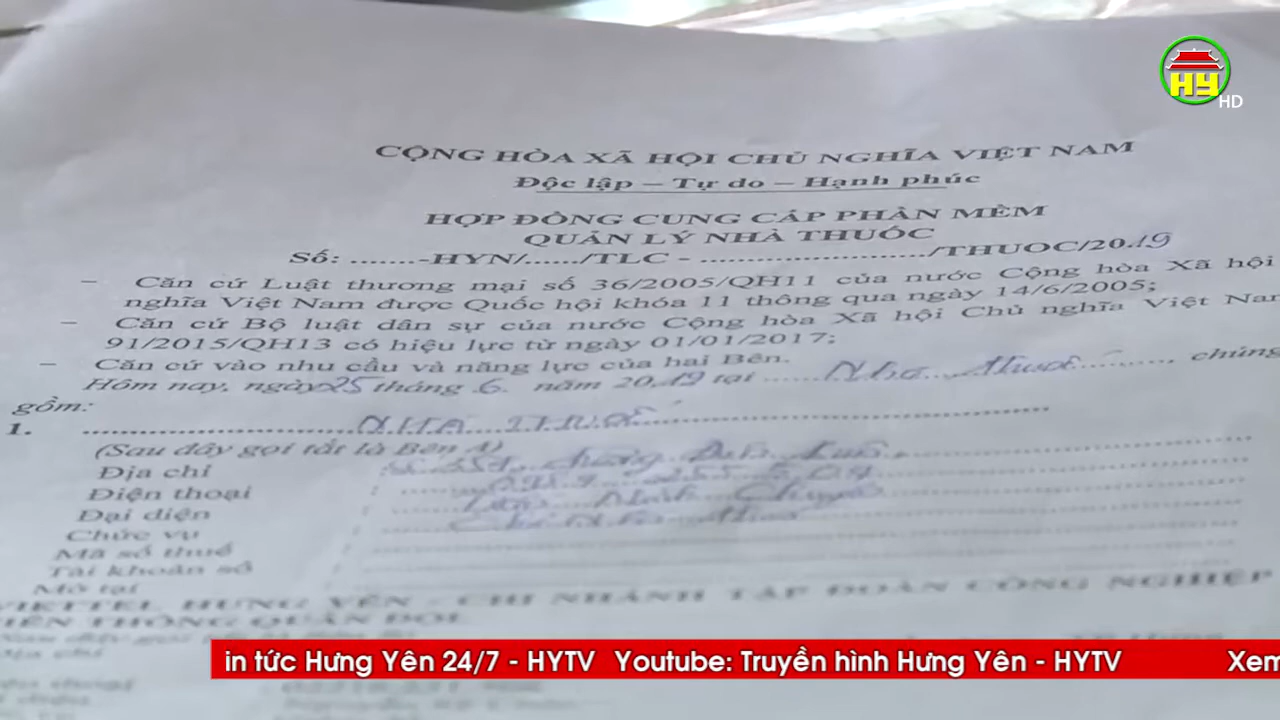 HY
HD
CỘNG HÒA XÃ HỘI CHỦ NGHĨA VIỆT NAM
Độc lập – Tự do – Hạnh phúc
HỢP ĐỒNG CUNG CẤP PHẦN MỀM
QUẢN LÝ NHÀ THUỐC
Số: ........-HYN/....../TLC - ........................../THUOC/20.19
– Căn cứ Luật thương mại số 36/2005/QH11 của nước Cộng hòa Xã hội
nghĩa Việt Nam được Quốc hội khóa 11 thông qua ngày 14/6/2005;
– Căn cứ Bộ luật dân sự của nước Cộng hòa Xã hội Chủ nghĩa Việt Nam
91/2015/QH13 có hiệu lực từ ngày 01/01/2017;
– Căn cứ vào nhu cầu và năng lực của hai Bên.
Hôm nay, ngày 25 tháng 6 năm 2019 tại ...... Nhà thuốc ......, chúng
gồm:
1. NHÀ THUỐC
(Sau đây gọi tắt là Bên A)
Địa chỉ :
Điện thoại :
Đại diện :
Chức vụ :
Mã số thuế :
Tài khoản số :
Mở tại
VIETTEL HƯNG YÊN - CHI NHÁNH TẬP ĐOÀN CÔNG NGHIỆP
VIỄN THÔNG QUÂN ĐỘI
in tức Hưng Yên 24/7 - HYTV Youtube: Truyền hình Hưng Yên - HYTV Xem